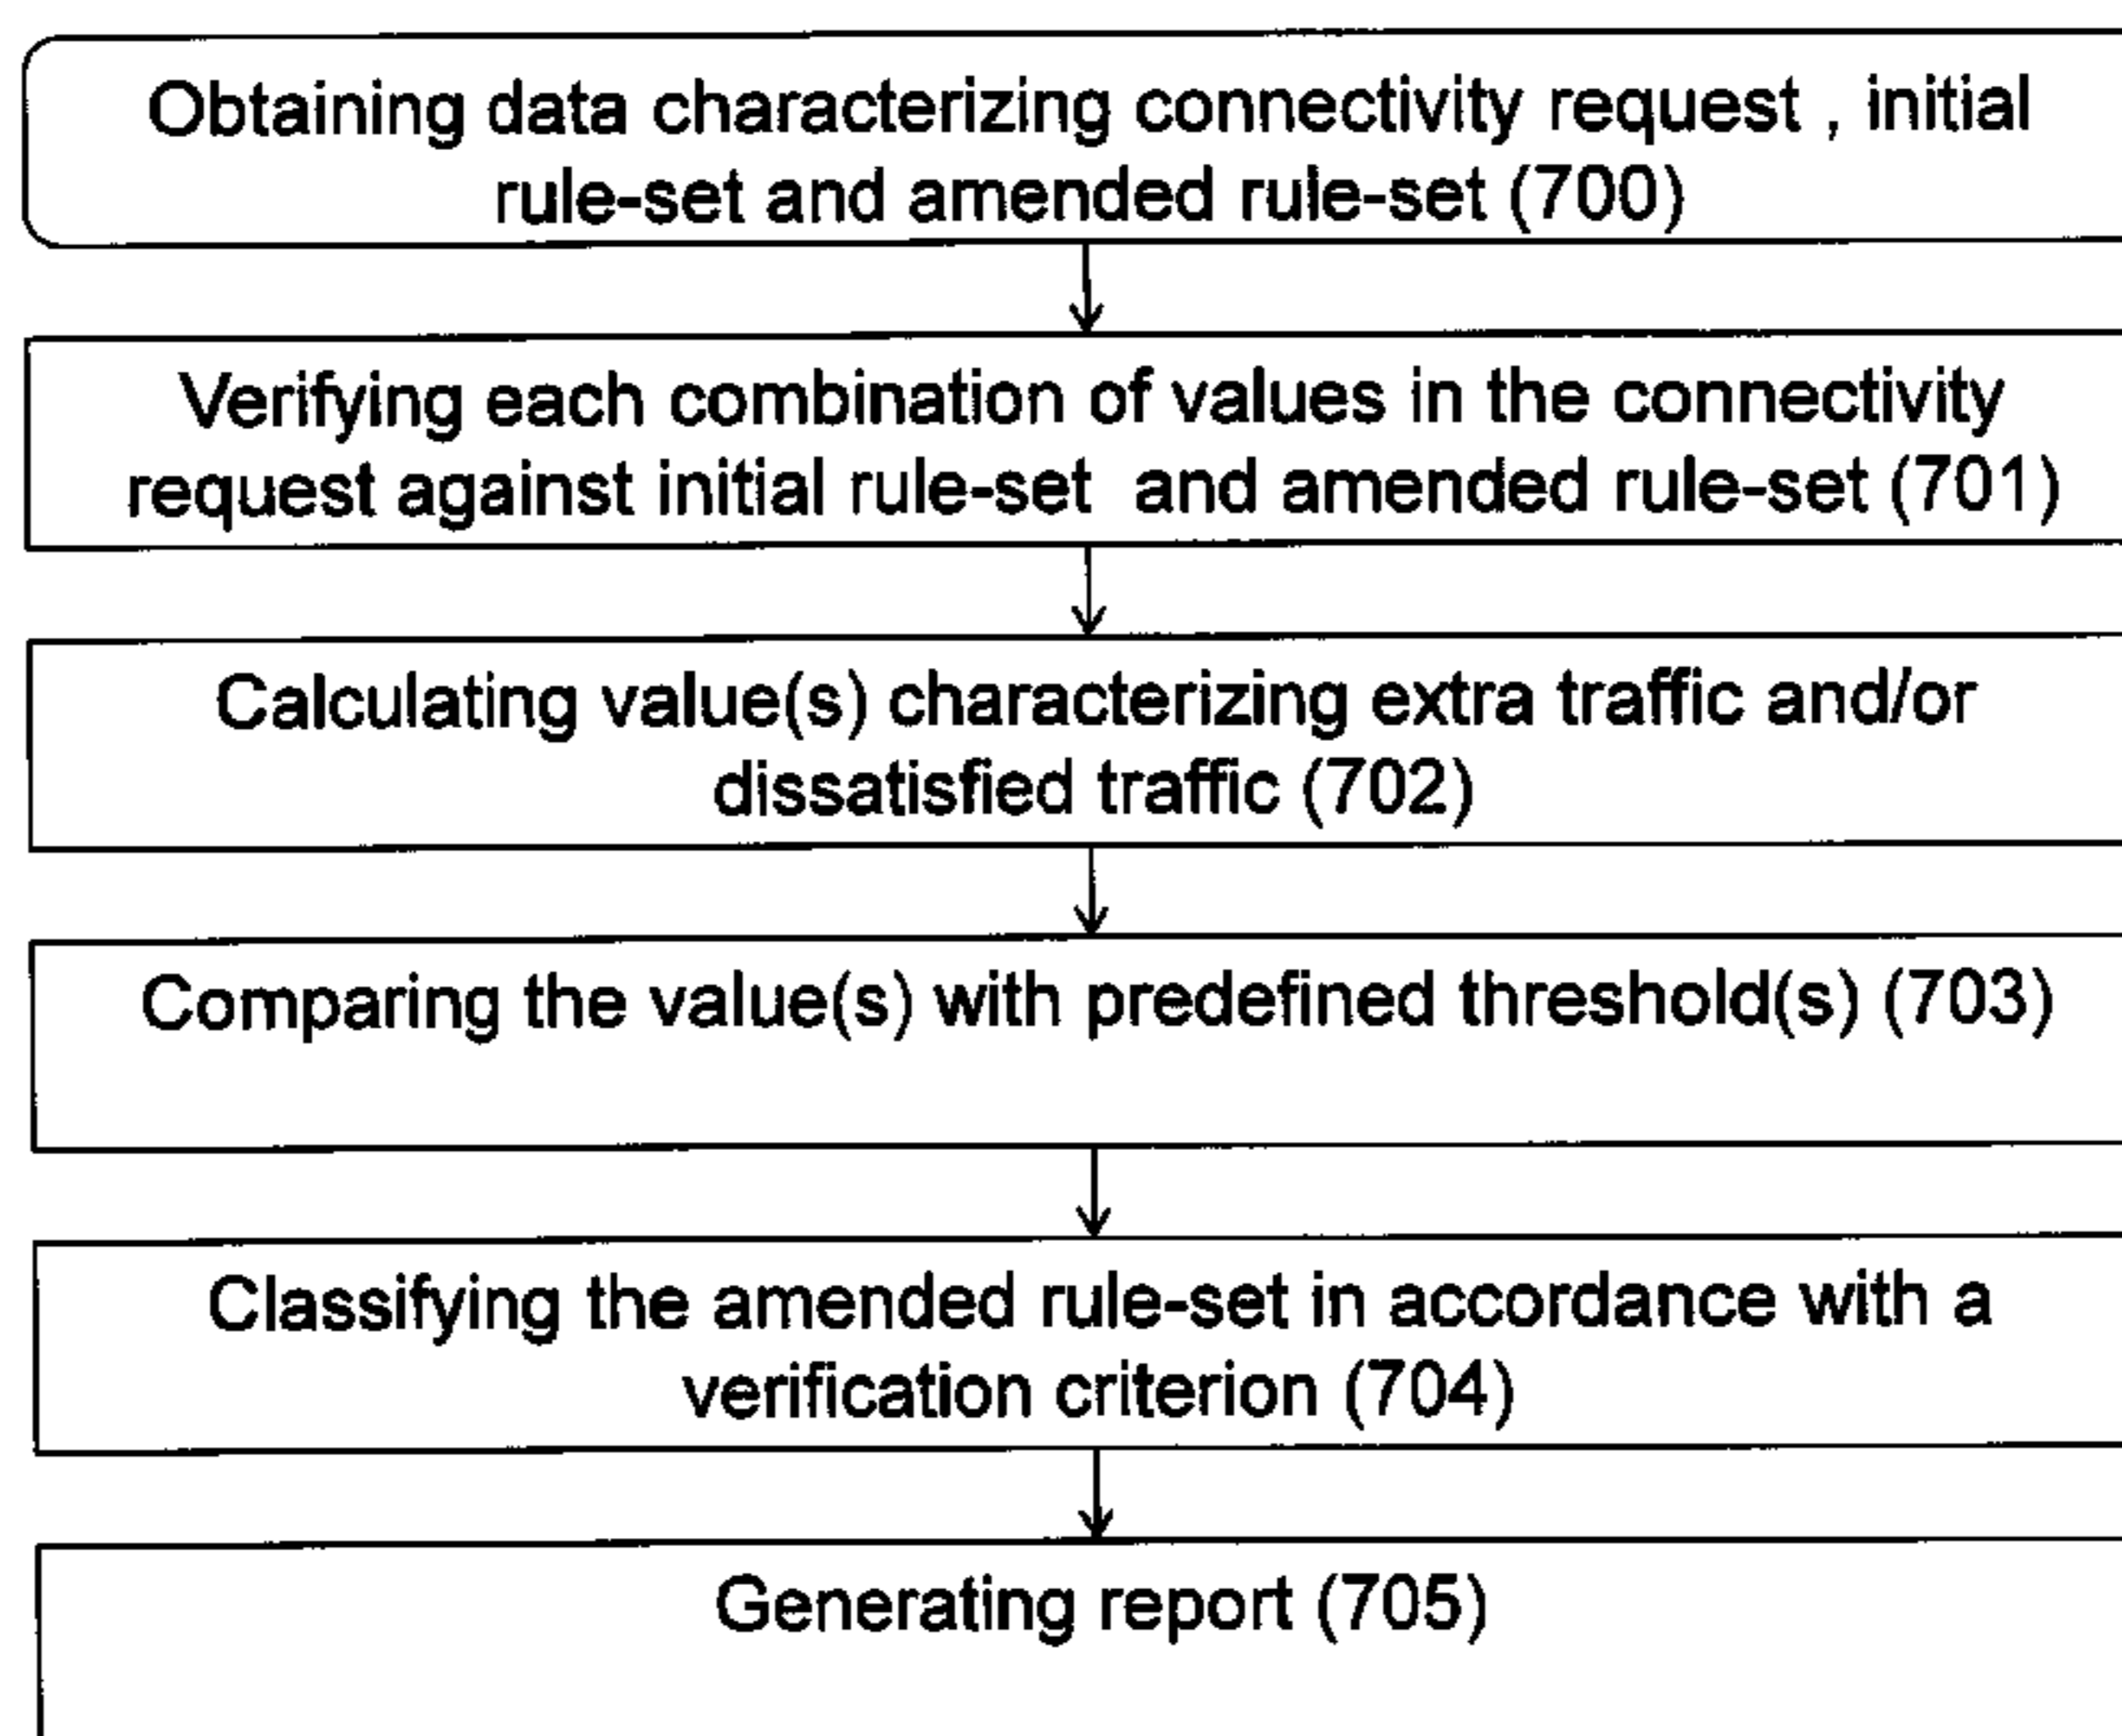 Obtaining data characterizing connectivity request , initial
rule-set and amended rule-set (700)
Verifying each combination of values in the connectivity
request against initial rule-set and amended rule-set (701)
Calculating value(s) characterizing extra traffic and/or
dissatisfied traffic (702)
Comparing the value(s) with predefined threshold(s) (703)
Classifying the amended rule-set in accordance with a
verification criterion (704)
Generating report (705)